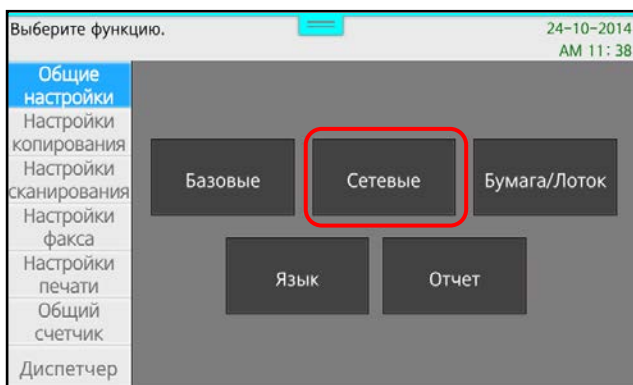 Выберите функцию.
24-10-2014
AM 11:38
Общие
настройки
Настройки
копирования
Настройки
сканирования
Настройки
факса
Настройки
печати
Общий
счетчик
Диспетчер
Базовые
Сетевые
Бумага/Лоток
Язык
Отчет